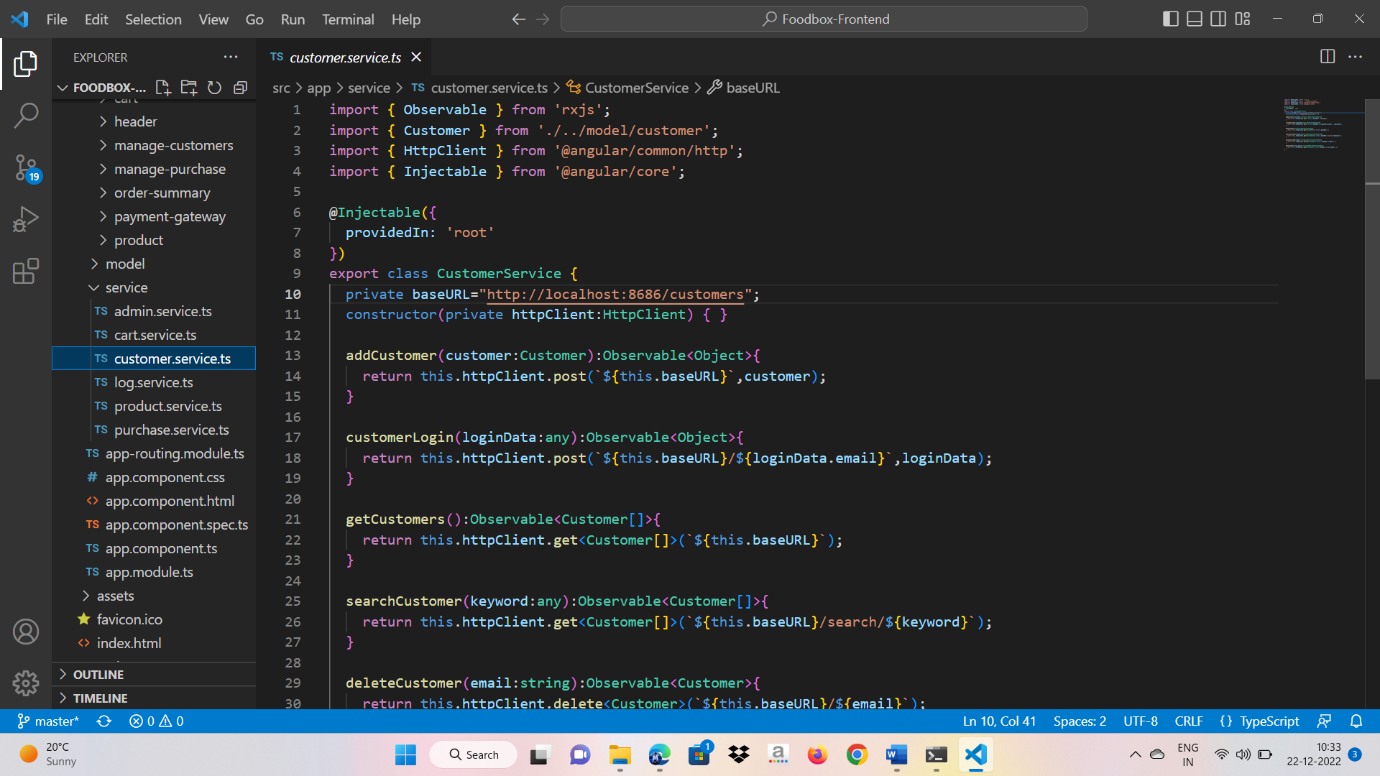 File Edit Selection View Go Run Terminal Help
Foodbox-Frontend
EXPLORER
FOODBOX-...
cart
header
manage-customers
manage-purchase
order-summary
payment-gateway
product
model
service
TS admin.service.ts
TS cart.service.ts
TS customer.service.ts
TS log.service.ts
TS product.service.ts
TS purchase.service.ts
TS app-routing.module.ts
# app.component.css
<> app.component.html
TS app.component.spec.ts
TS app.component.ts
TS app.module.ts
assets
favicon.ico
<> index.html
OUTLINE
TIMELINE
19
TS customer.service.ts
src > app > service > TS customer.service.ts > CustomerService > baseURL
1 import { Observable } from 'rxjs';
2 import { Customer } from './../model/customer';
3 import { HttpClient } from '@angular/common/http';
4 import { Injectable } from '@angular/core';
5
6 @Injectable({
7 providedIn: 'root'
8 })
9 export class CustomerService {
10 private baseURL="http://localhost:8686/customers";
11 constructor(private httpClient:HttpClient) { }
12
13 addCustomer(customer:Customer):Observable<Object>{
14 return this.httpClient.post(`${this.baseURL}`,customer);
15 }
16
17 customerLogin(loginData:any):Observable<Object>{
18 return this.httpClient.post(`${this.baseURL}/${loginData.email}`,loginData);
19 }
20
21 getCustomers():Observable<Customer[]>{
22 return this.httpClient.get<Customer[]>(`${this.baseURL}`);
23 }
24
25 searchCustomer(keyword:any):Observable<Customer[]>{
26 return this.httpClient.get<Customer[]>(`${this.baseURL}/search/${keyword}`);
27 }
28
29 deleteCustomer(email:string):Observable<Customer>{
30 return this.httpClient.delete<Customer>(`${this.baseURL}/${email}`);
master* 0 0 Ln 10, Col 41 Spaces: 2 UTF-8 CRLF {} TypeScript
20°C
Sunny
Search
1
ENG
IN
10:33
22-12-2022
3